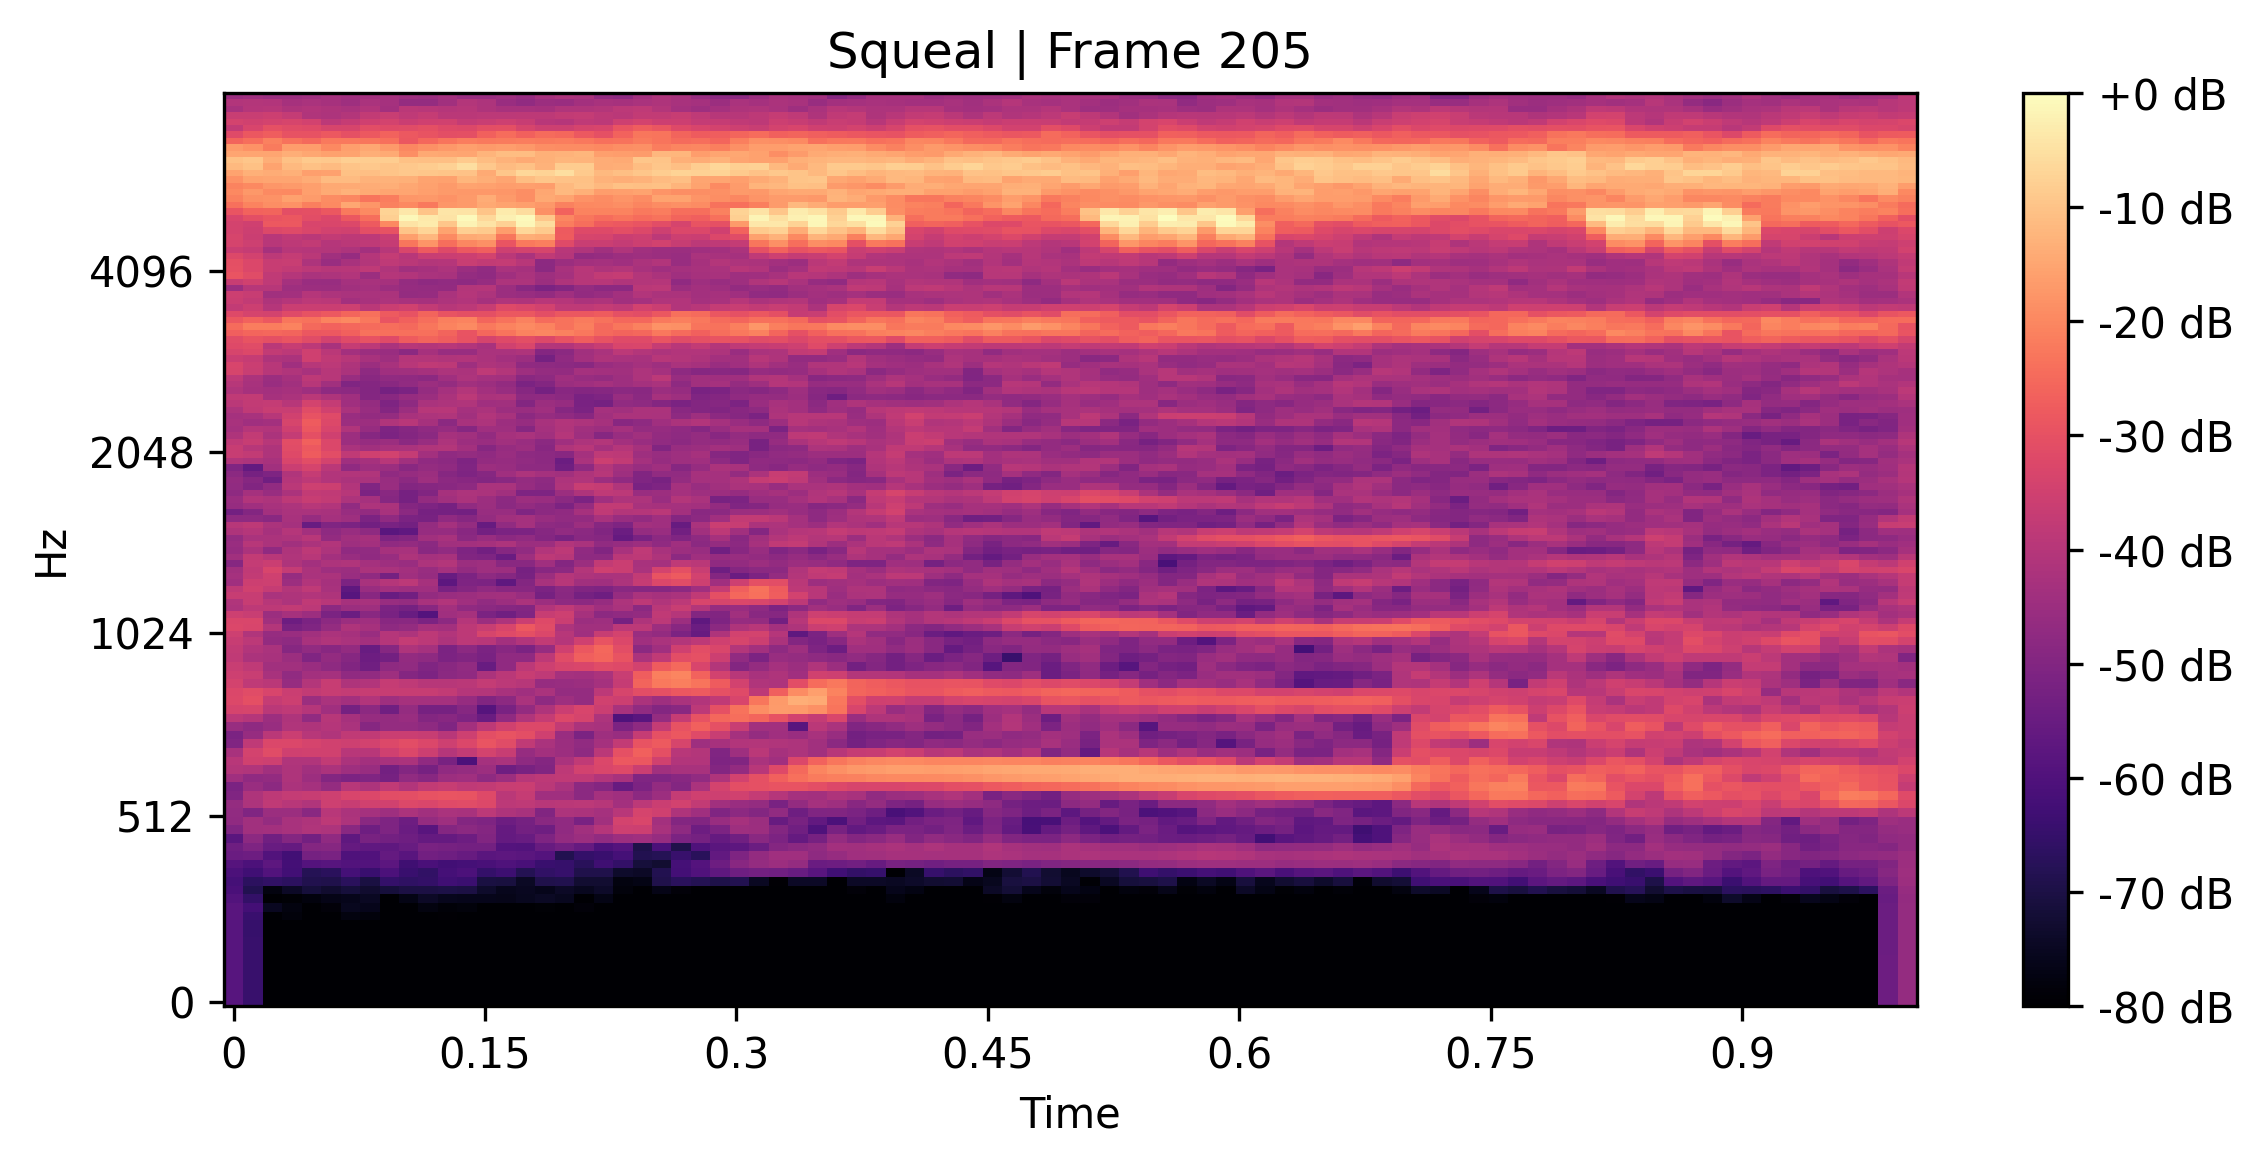 Squeal | Frame 205
+0 dB
-10 dB
-20 dB
-30 dB
-40 dB
-50 dB
-60 dB
-70 dB
-80 dB
4096
2048
1024
512
0
Hz
0 0.15 0.3 0.45 0.6 0.75 0.9
Time